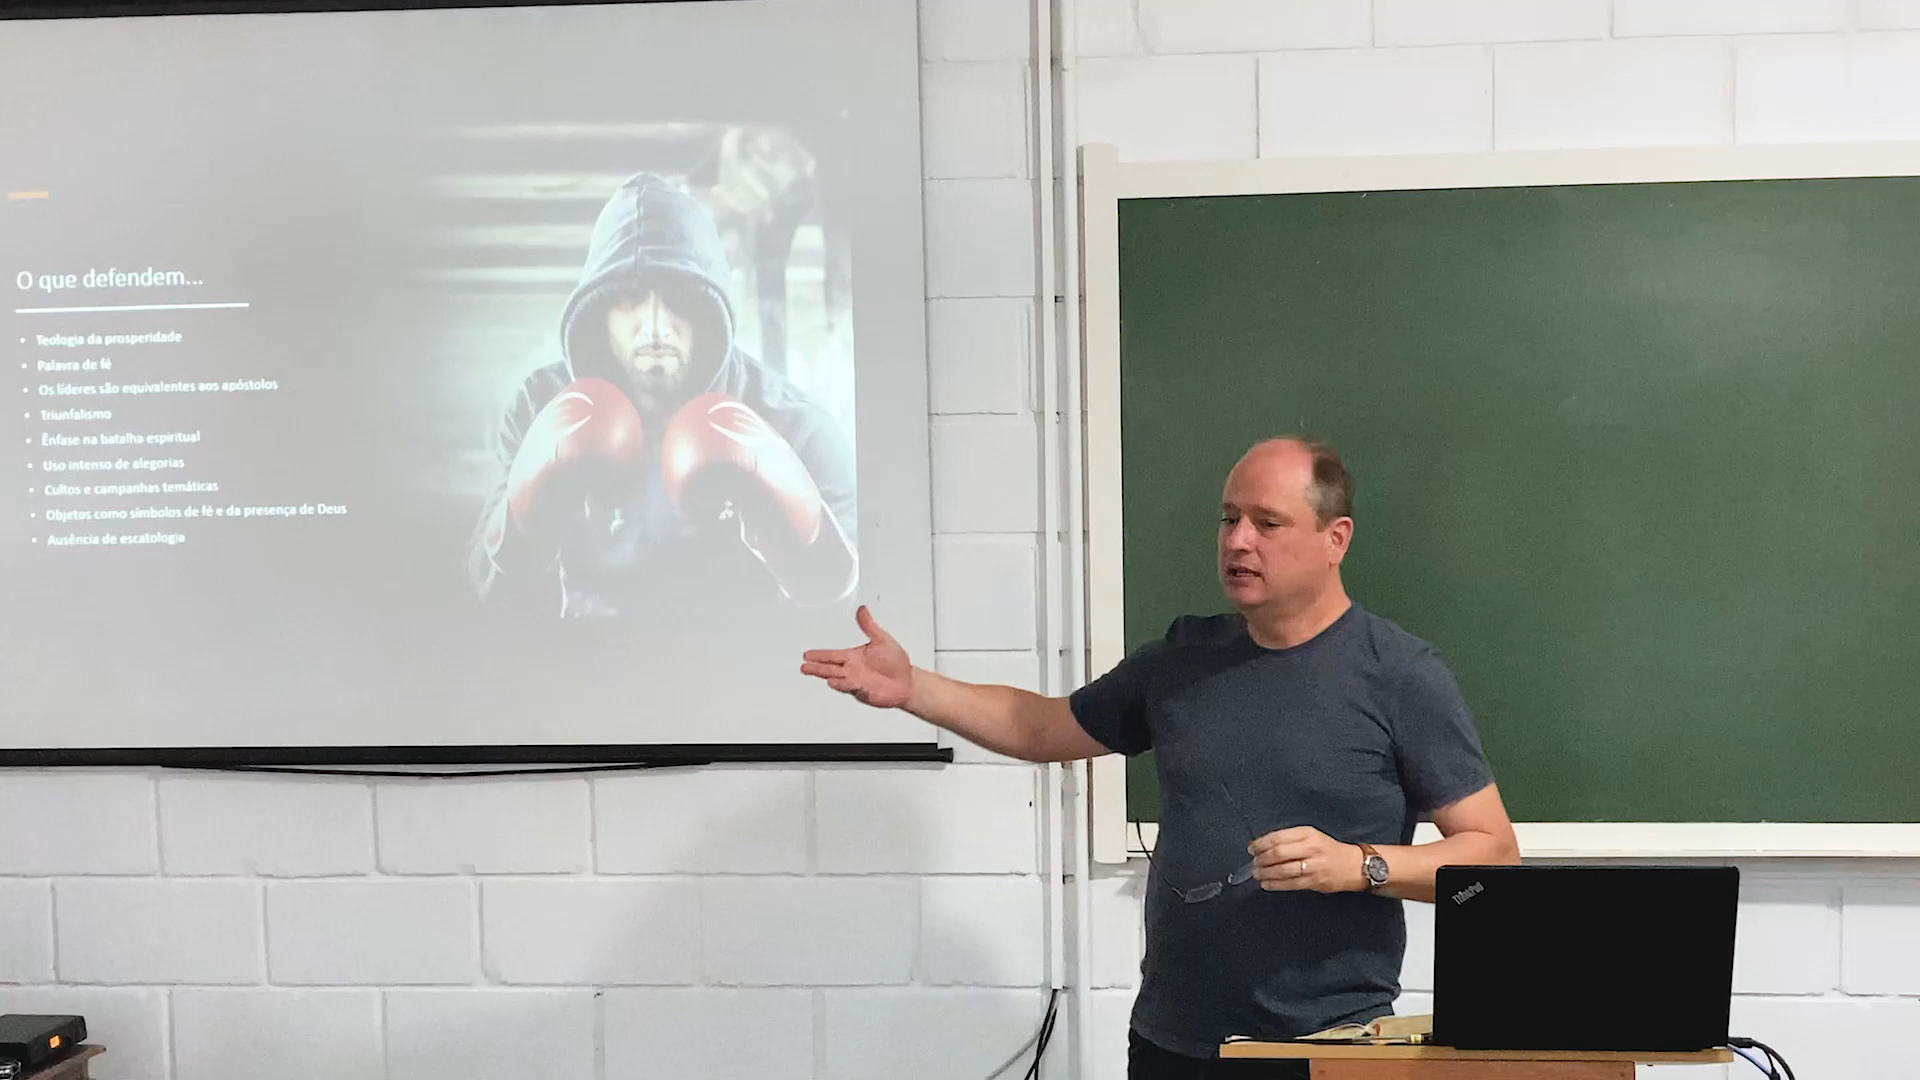 O que defendem...
• Teologia da prosperidade
• Palavra de fé
• Os líderes são equivalentes aos apóstolos
• Triunfalismo
• Ênfase na batalha espiritual
• Uso intenso de alegorias
• Cultos e campanhas temáticas
• Objetos como símbolos de fé e da presença de Deus
• Ausência de escatologia
ThinkPad